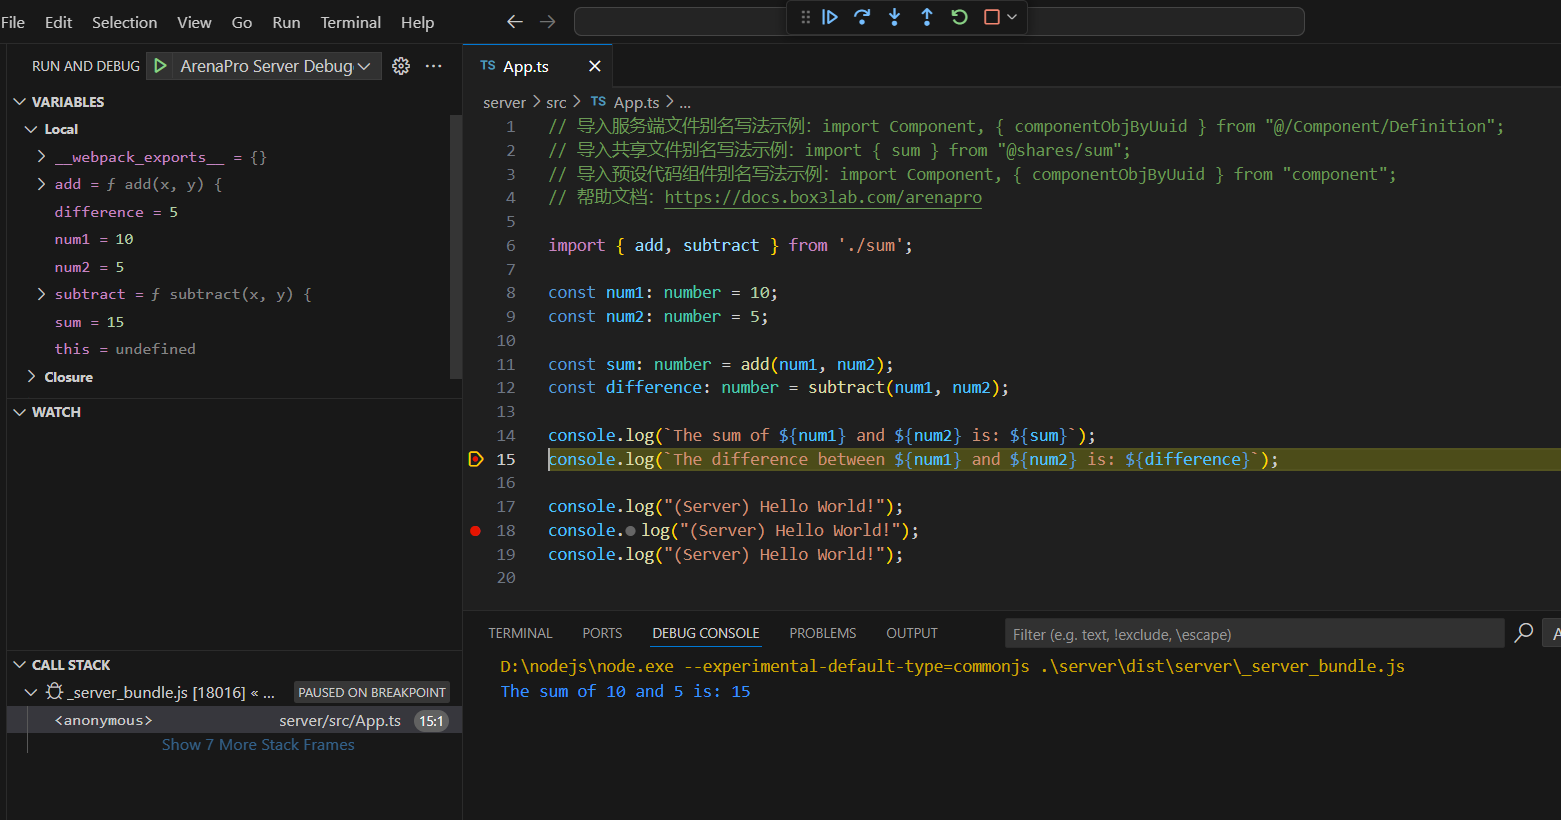 File Edit Selection View Go Run Terminal Help
RUN AND DEBUG ArenaPro Server Debug
VARIABLES
Local
__webpack_exports__ = {}
add = ƒ add(x, y) {
difference = 5
num1 = 10
num2 = 5
subtract = ƒ subtract(x, y) {
sum = 15
this = undefined
Closure
WATCH
CALL STACK
_server_bundle.js [18016] « ... PAUSED ON BREAKPOINT
<anonymous> server/src/App.ts 15:1
Show 7 More Stack Frames
TS App.ts
server > src > TS App.ts > ...
1 // 导入服务端文件别名写法示例：import Component, { componentObjByUuid } from "@/Component/Definition";
2 // 导入共享文件别名写法示例：import { sum } from "@shares/sum";
3 // 导入预设代码组件别名写法示例：import Component, { componentObjByUuid } from "component";
4 // 帮助文档：https://docs.box3lab.com/arenapro
5
6 import { add, subtract } from './sum';
7
8 const num1: number = 10;
9 const num2: number = 5;
10
11 const sum: number = add(num1, num2);
12 const difference: number = subtract(num1, num2);
13
14 console.log(`The sum of ${num1} and ${num2} is: ${sum}`);
15 console.log(`The difference between ${num1} and ${num2} is: ${difference}`);
16
17 console.log("(Server) Hello World!");
18 console.log("(Server) Hello World!");
19 console.log("(Server) Hello World!");
20
TERMINAL PORTS DEBUG CONSOLE PROBLEMS OUTPUT Filter (e.g. text, !exclude, \escape) A
D:\nodejs\node.exe --experimental-default-type=commonjs .\server\dist\server\_server_bundle.js
The sum of 10 and 5 is: 15